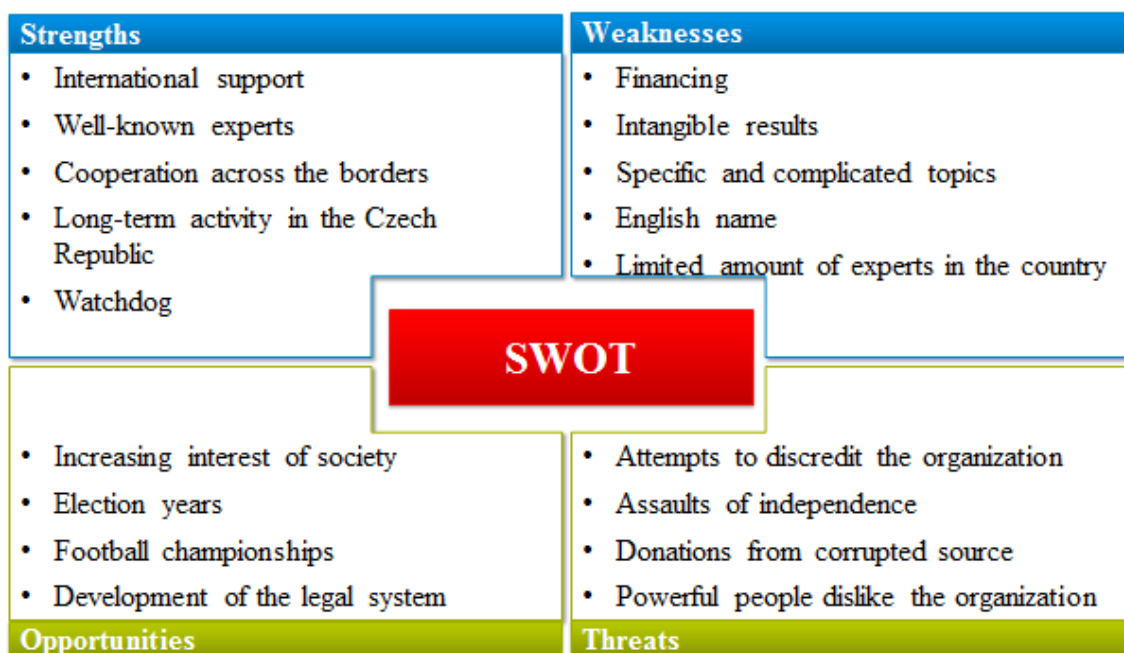 Strengths
• International support
• Well-known experts
• Cooperation across the borders
• Long-term activity in the Czech
Republic
• Watchdog
Weaknesses
• Financing
• Intangible results
• Specific and complicated topics
• English name
• Limited amount of experts in the country
SWOT
• Increasing interest of society
• Election years
• Football championships
• Development of the legal system
Opportunities
• Attempts to discredit the organization
• Assaults of independence
• Donations from corrupted source
• Powerful people dislike the organization
Threats